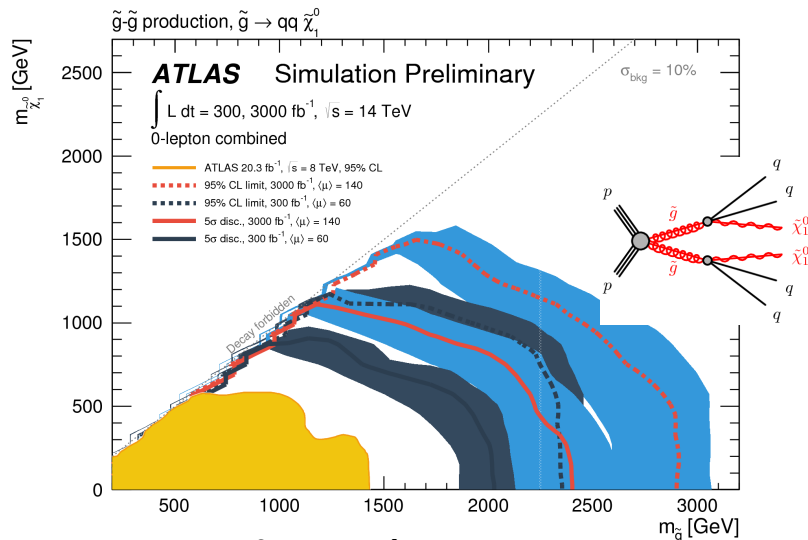 g̃-g̃ production, g̃ → qq χ̃₁⁰
m_χ̃₁⁰ [GeV]
2500
2000
1500
1000
500
0
ATLAS Simulation Preliminary
∫ L dt = 300, 3000 fb⁻¹, √s = 14 TeV
0-lepton combined
ATLAS 20.3 fb⁻¹, √s = 8 TeV, 95% CL
95% CL limit, 3000 fb⁻¹, ⟨μ⟩ = 140
95% CL limit, 300 fb⁻¹, ⟨μ⟩ = 60
5σ disc., 3000 fb⁻¹, ⟨μ⟩ = 140
5σ disc., 300 fb⁻¹, ⟨μ⟩ = 60
σ_bkg = 10%
Decay forbidden
p
p
g̃
g̃
q
q
χ̃₁⁰
χ̃₁⁰
q
q
500
1000
1500
2000
2500
3000
m_g̃ [GeV]